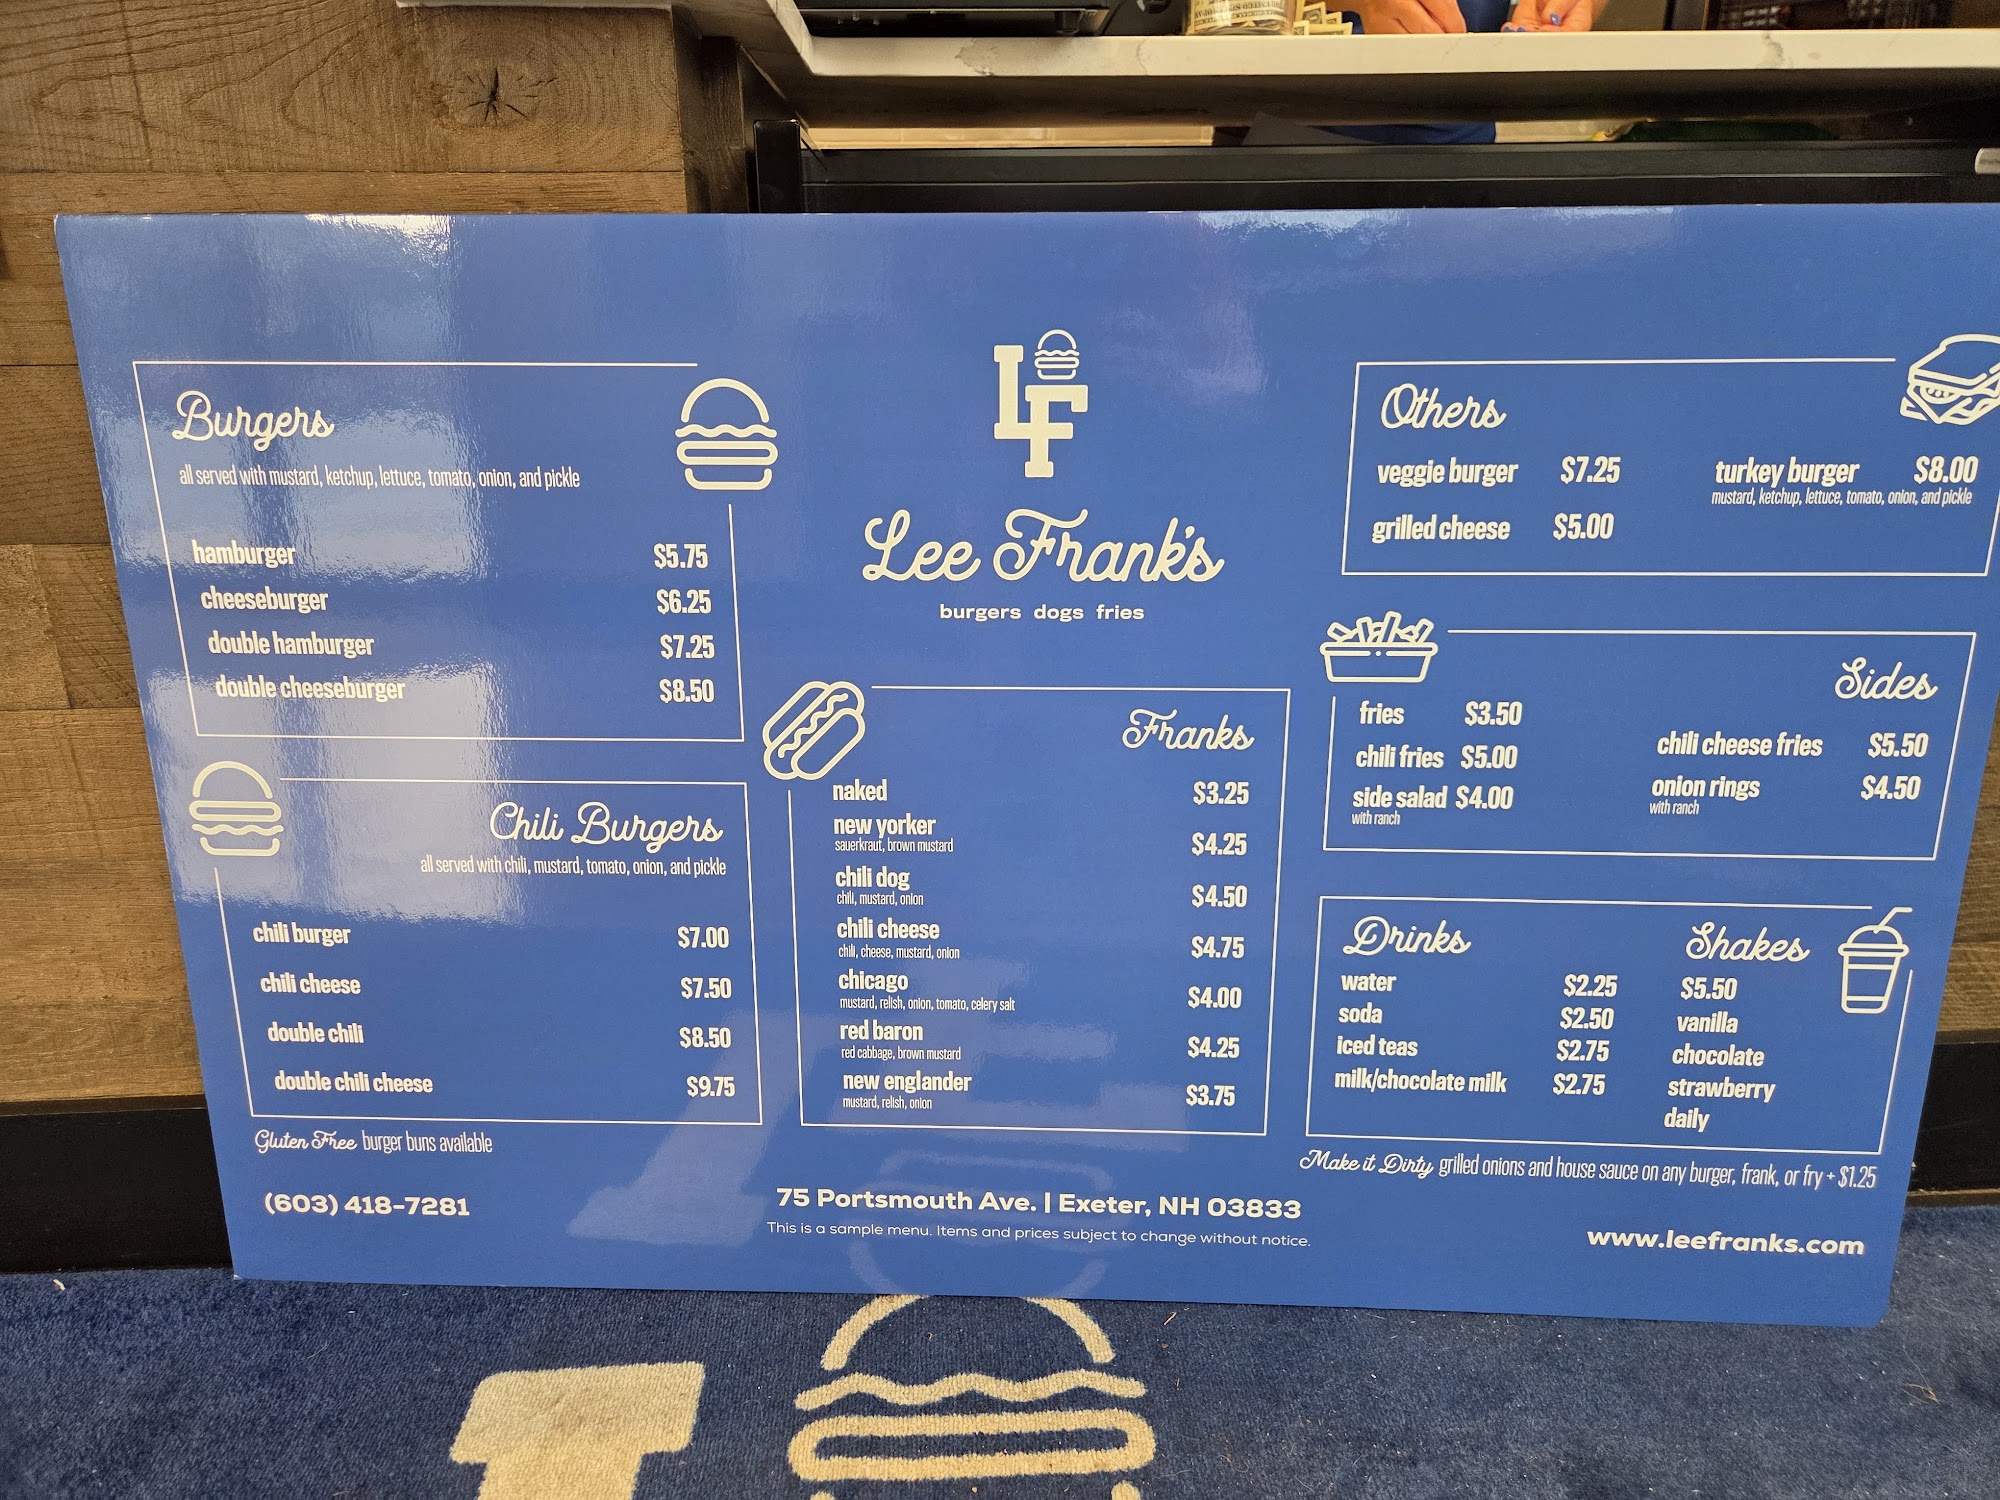 Burgers
all served with mustard, ketchup, lettuce, tomato, onion, and pickle
hamburger $5.75
cheeseburger $6.25
double hamburger $7.25
double cheeseburger $8.50
Chili Burgers
all served with chili, mustard, tomato, onion, and pickle
chili burger $7.00
chili cheese $7.50
double chili $8.50
double chili cheese $9.75
Gluten Free burger buns available
(603) 418-7281
LF
Lee Frank's
burgers dogs fries
Franks
naked $3.25
new yorker $4.25
sauerkraut, brown mustard
chili dog $4.50
chili, mustard, onion
chili cheese $4.75
chili, cheese, mustard, onion
chicago $4.00
mustard, relish, onion, tomato, celery salt
red baron $4.25
red cabbage, brown mustard
new englander $3.75
mustard, relish, onion
75 Portsmouth Ave. | Exeter, NH 03833
This is a sample menu. Items and prices subject to change without notice.
Others
veggie burger $7.25
grilled cheese $5.00
turkey burger $8.00
mustard, ketchup, lettuce, tomato, onion, and pickle
Sides
fries $3.50
chili fries $5.00
side salad $4.00
with ranch
chili cheese fries $5.50
onion rings $4.50
with ranch
Drinks
water $2.25
soda $2.50
iced teas $2.75
milk/chocolate milk $2.75
Shakes
$5.50
vanilla
chocolate
strawberry
daily
Make it Dirty grilled onions and house sauce on any burger, frank, or fry + $1.25
www.leefranks.com